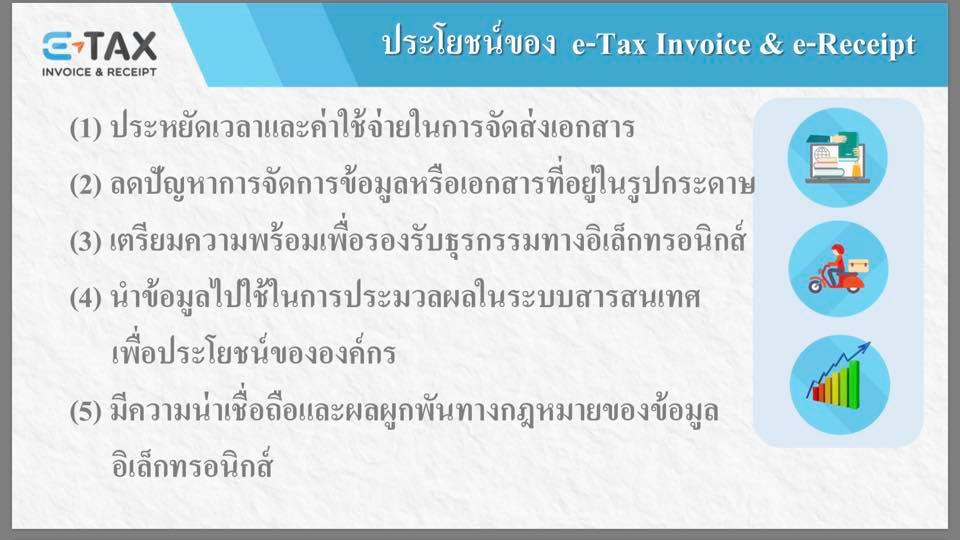 E-TAX
INVOICE & RECEIPT
ประโยชน์ของ e-Tax Invoice & e-Receipt
(1) ประหยัดเวลาและค่าใช้จ่ายในการจัดส่งเอกสาร
(2) ลดปัญหาการจัดการข้อมูลหรือเอกสารที่อยู่ในรูปกระดาษ
(3) เตรียมความพร้อมเพื่อรองรับธุรกรรมทางอิเล็กทรอนิกส์
(4) นำข้อมูลไปใช้ในการประมวลผลในระบบสารสนเทศ
เพื่อประโยชน์ขององค์กร
(5) มีความน่าเชื่อถือและผลผูกพันทางกฎหมายของข้อมูล
อิเล็กทรอนิกส์